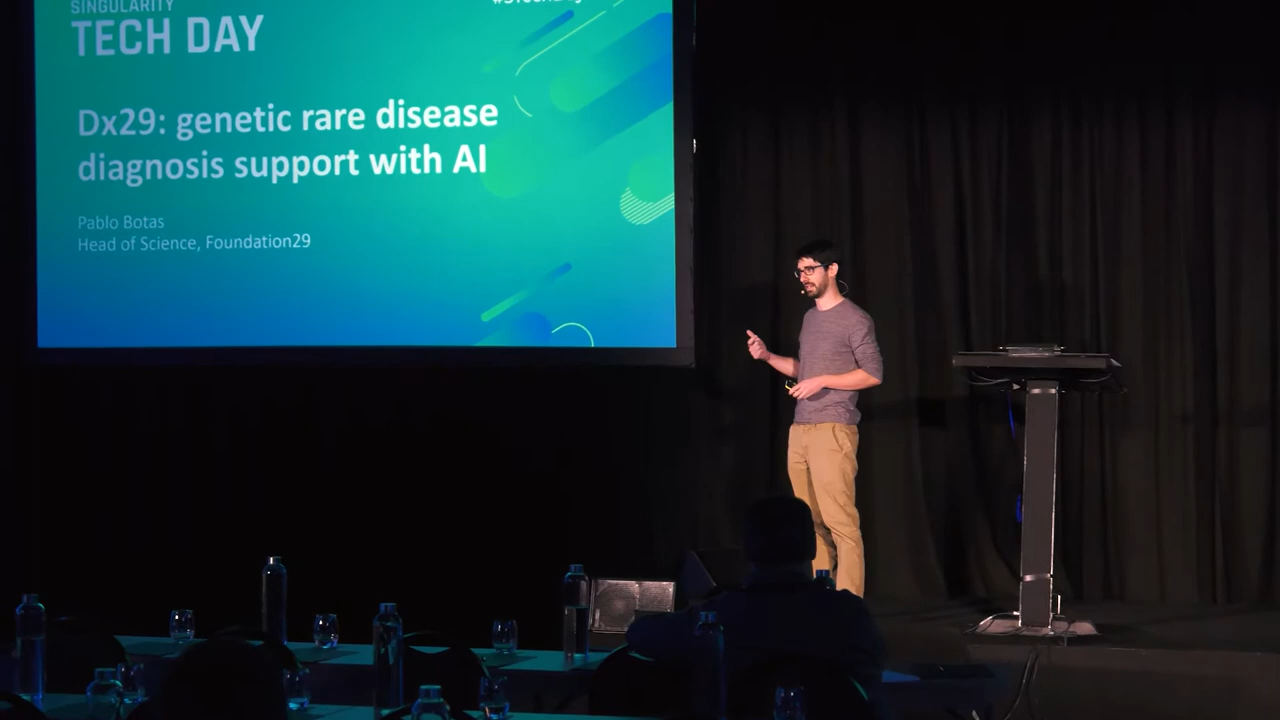 SINGULARITY
TECH DAY
Dx29: genetic rare disease
diagnosis support with AI
Pablo Botas
Head of Science, Foundation29